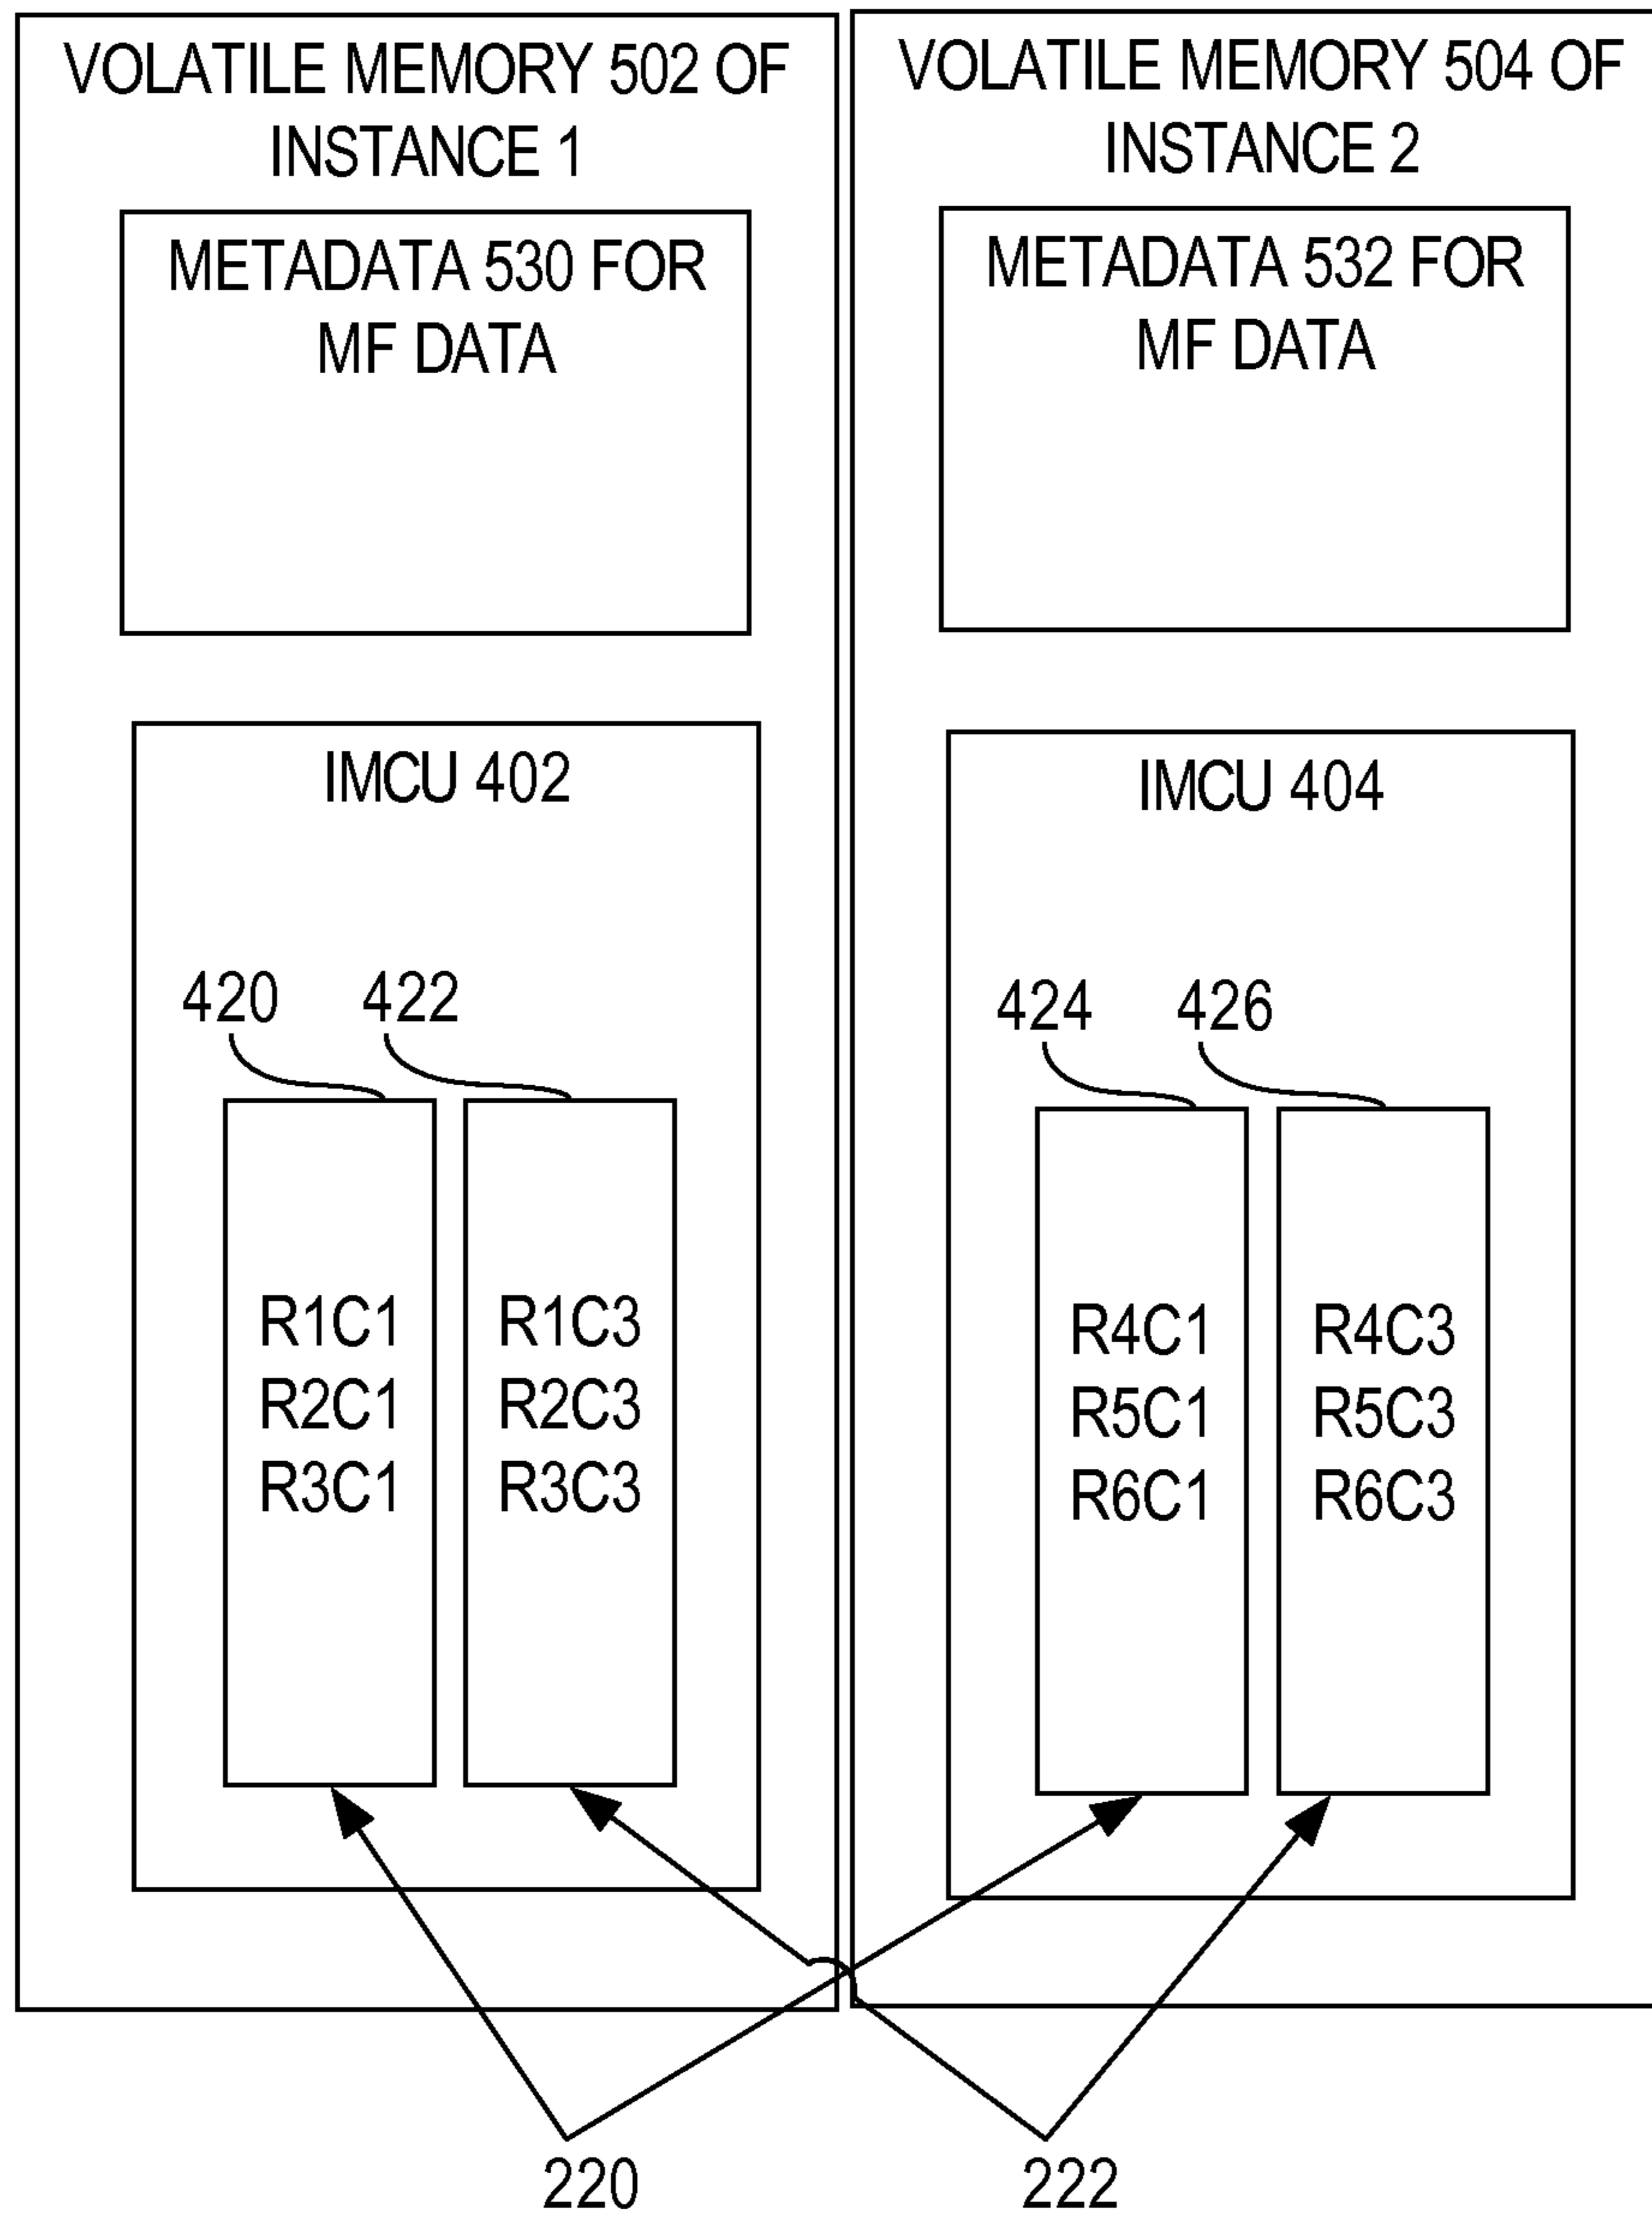 VOLATILE MEMORY 502 OF
INSTANCE 1
METADATA 530 FOR
MF DATA
IMCU 402
420
422
R1C1
R2C1
R3C1
R1C3
R2C3
R3C3
VOLATILE MEMORY 504 OF
INSTANCE 2
METADATA 532 FOR
MF DATA
IMCU 404
424
426
R4C1
R5C1
R6C1
R4C3
R5C3
R6C3
220
222